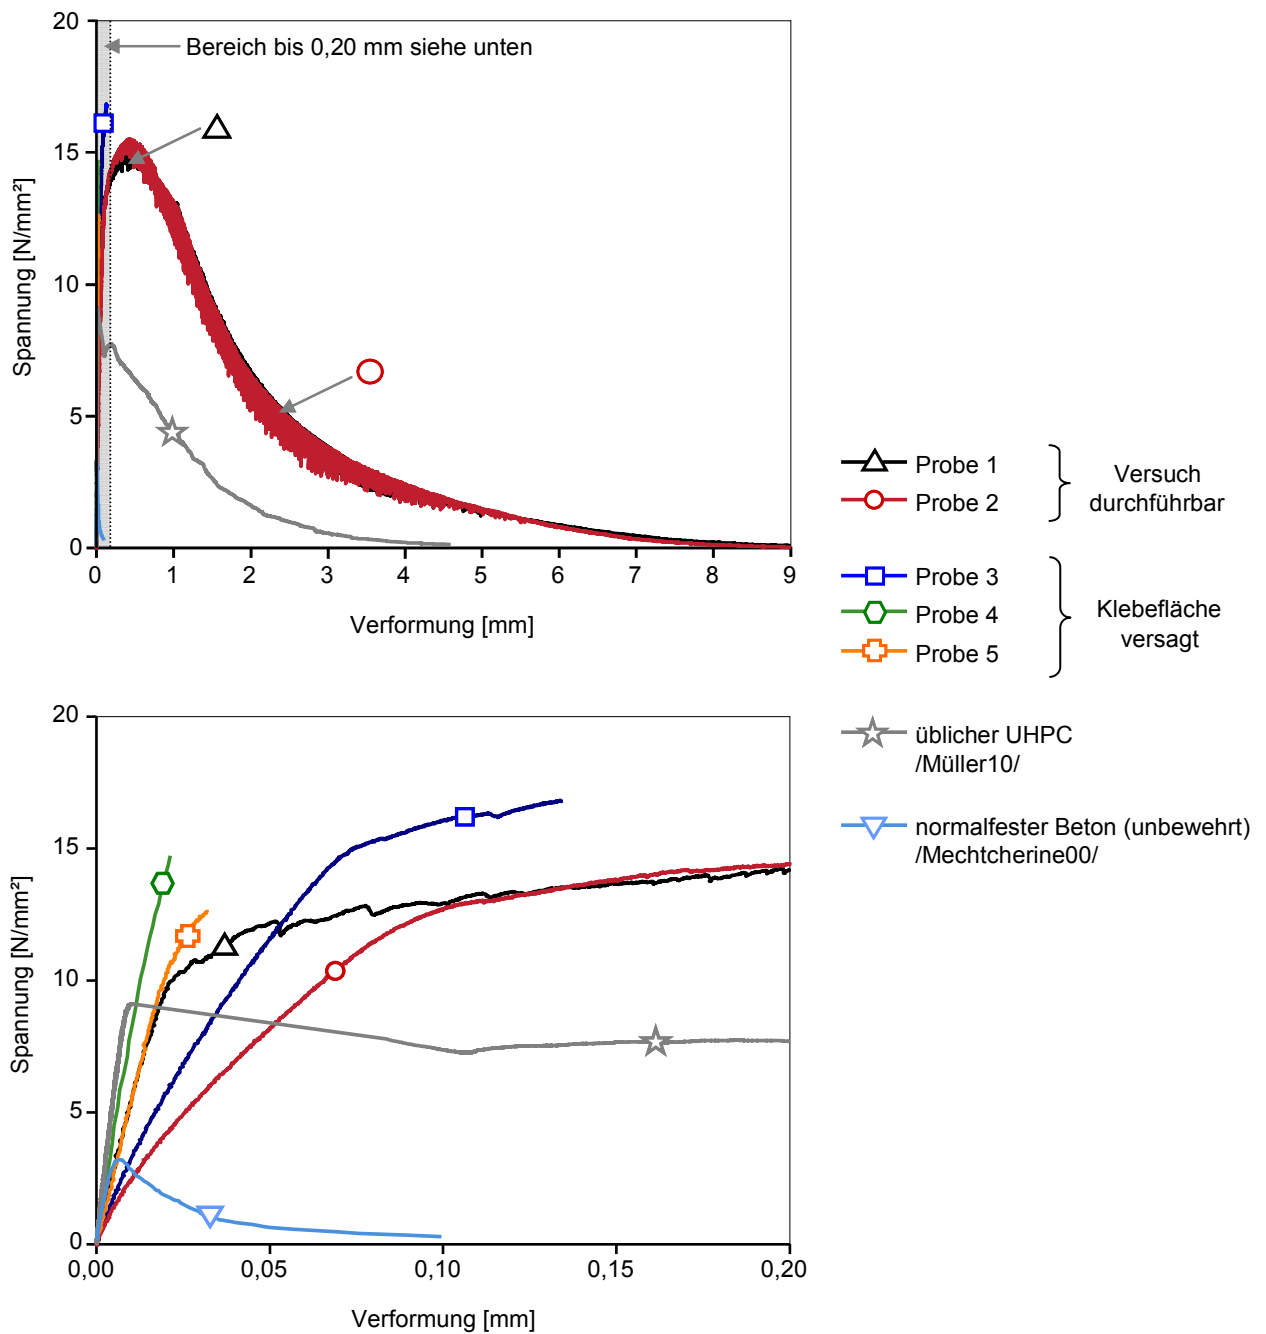 20
Bereich bis 0,20 mm siehe unten
15
10
5
0
Spannung [N/mm²]
0 1 2 3 4 5 6 7 8 9
Verformung [mm]
Probe 1
Probe 2
Versuch
durchführbar
Probe 3
Probe 4
Probe 5
Klebefläche
versagt
üblicher UHPC
/Müller10/
normalfester Beton (unbewehrt)
/Mechtcherine00/
20
15
10
5
0
Spannung [N/mm²]
0,00 0,05 0,10 0,15 0,20
Verformung [mm]